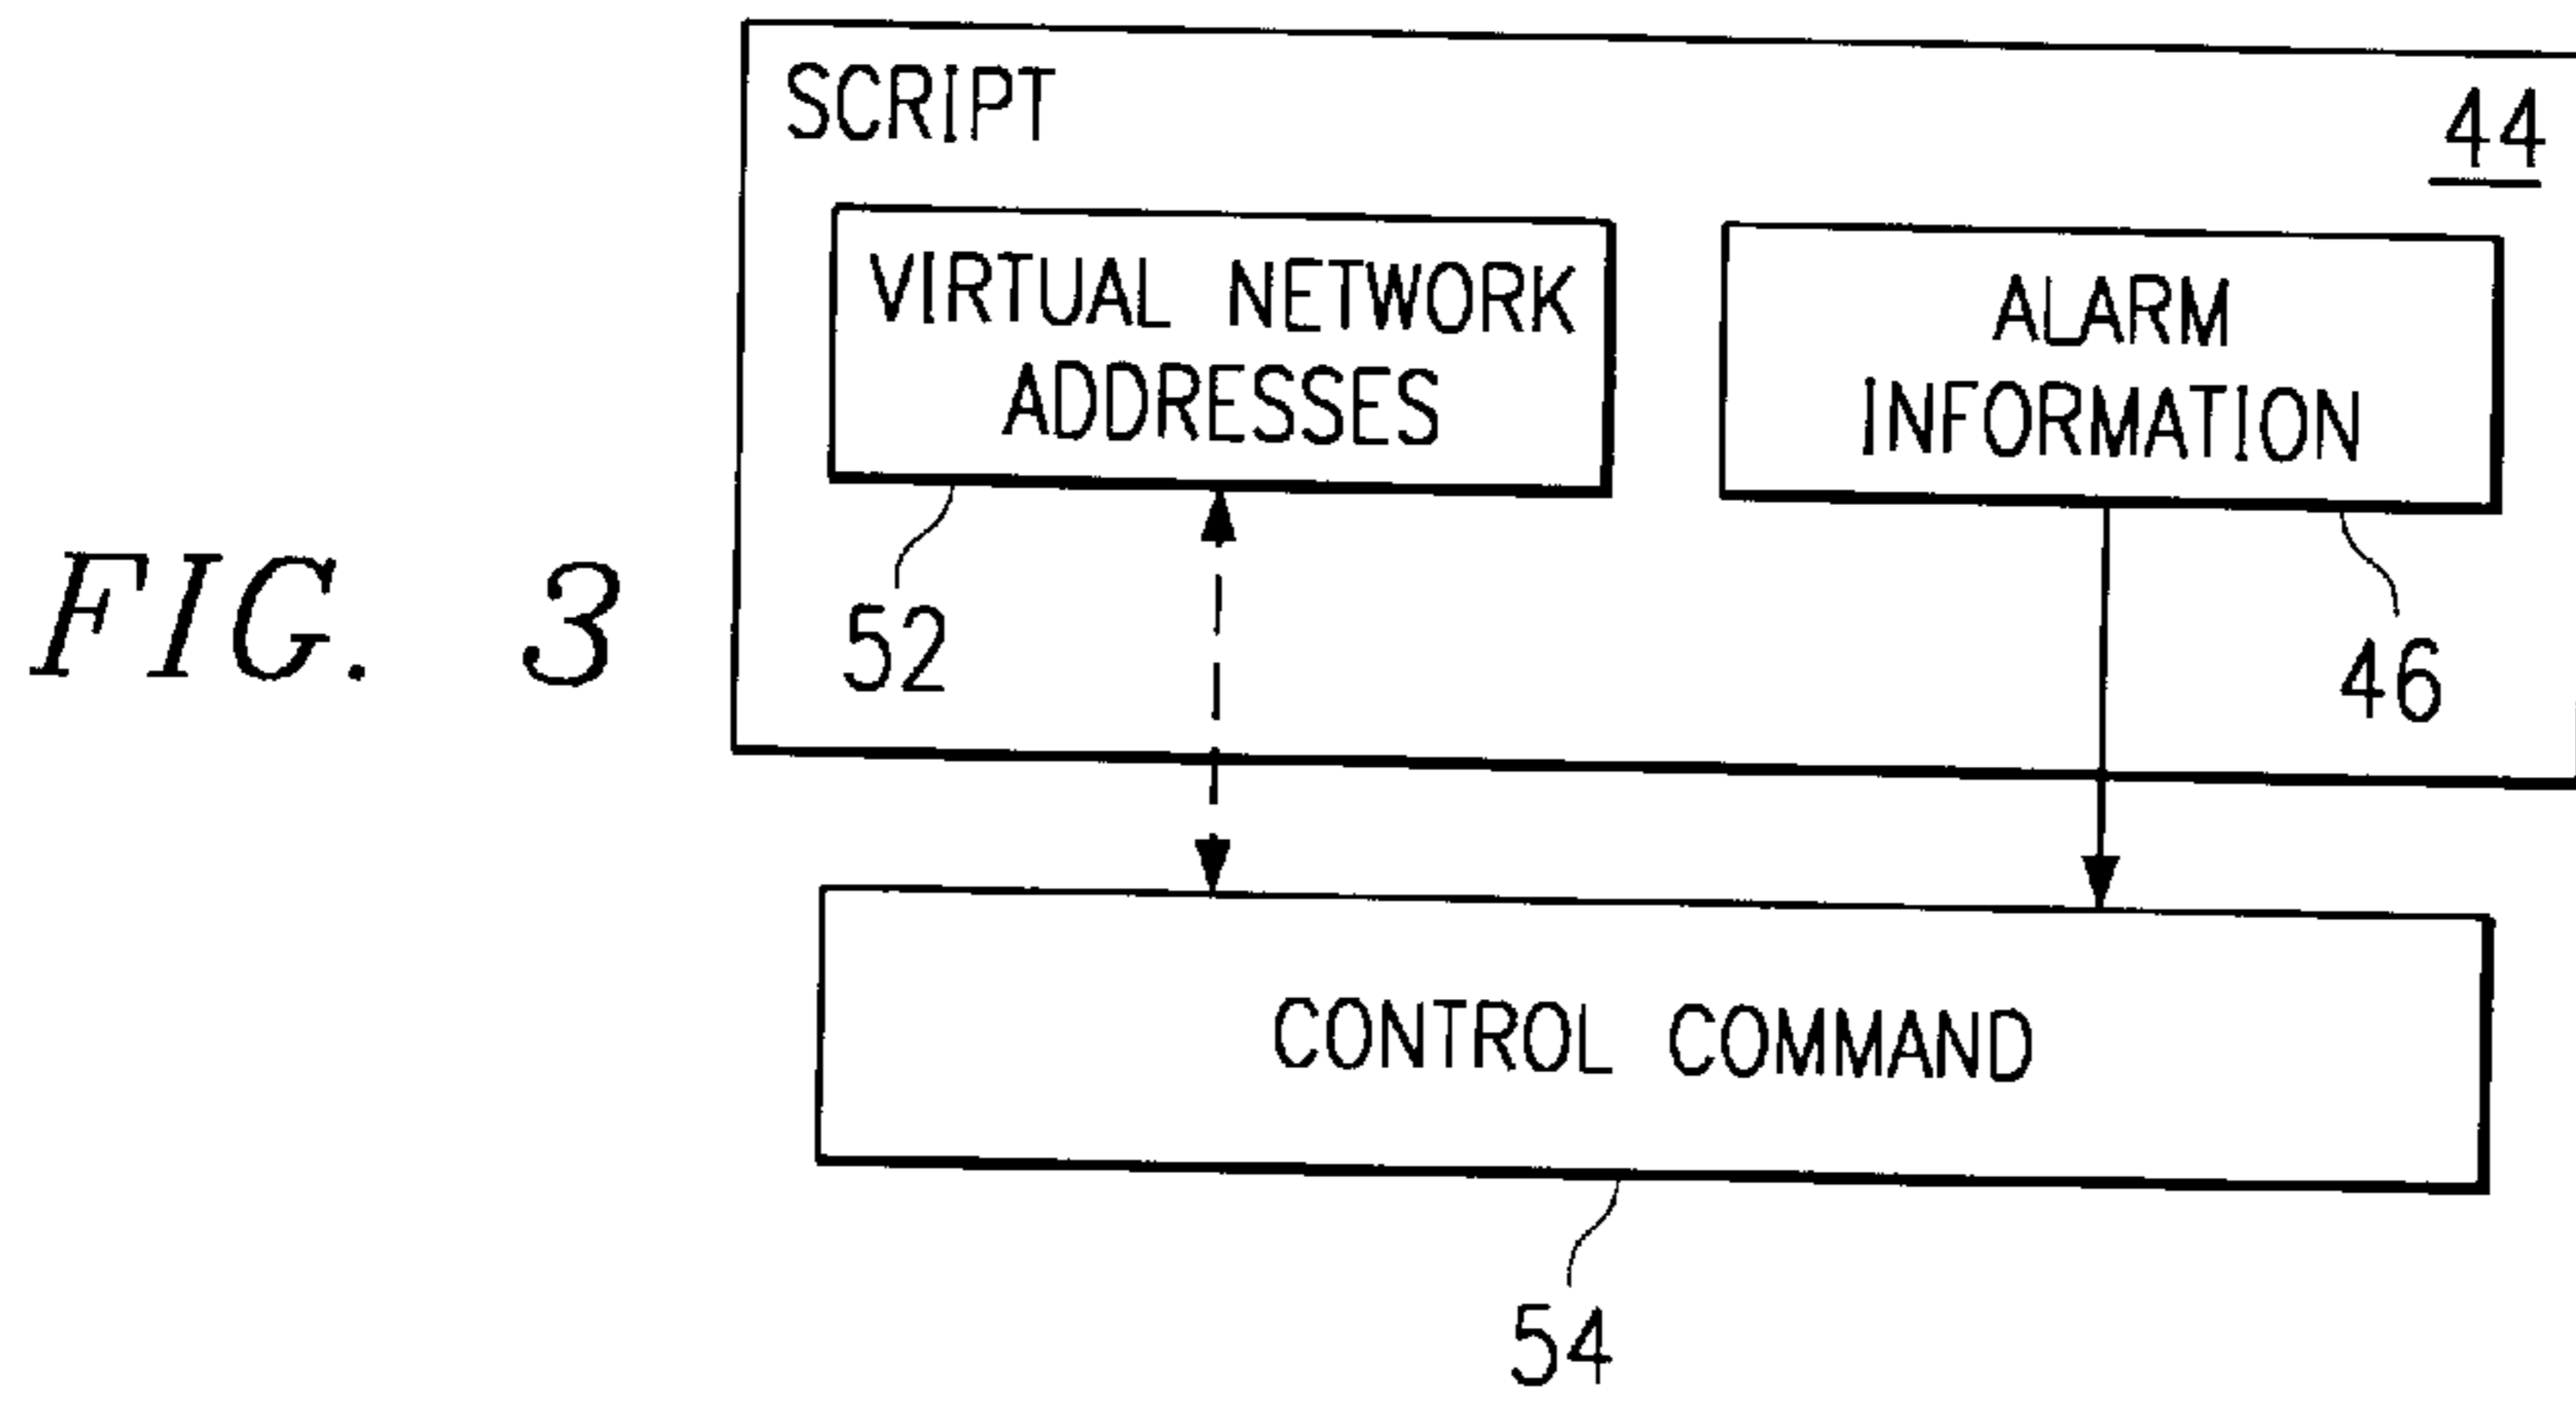 SCRIPT
44
VIRTUAL NETWORK
ADDRESSES
ALARM
INFORMATION
52
46
FIG. 3
CONTROL COMMAND
54